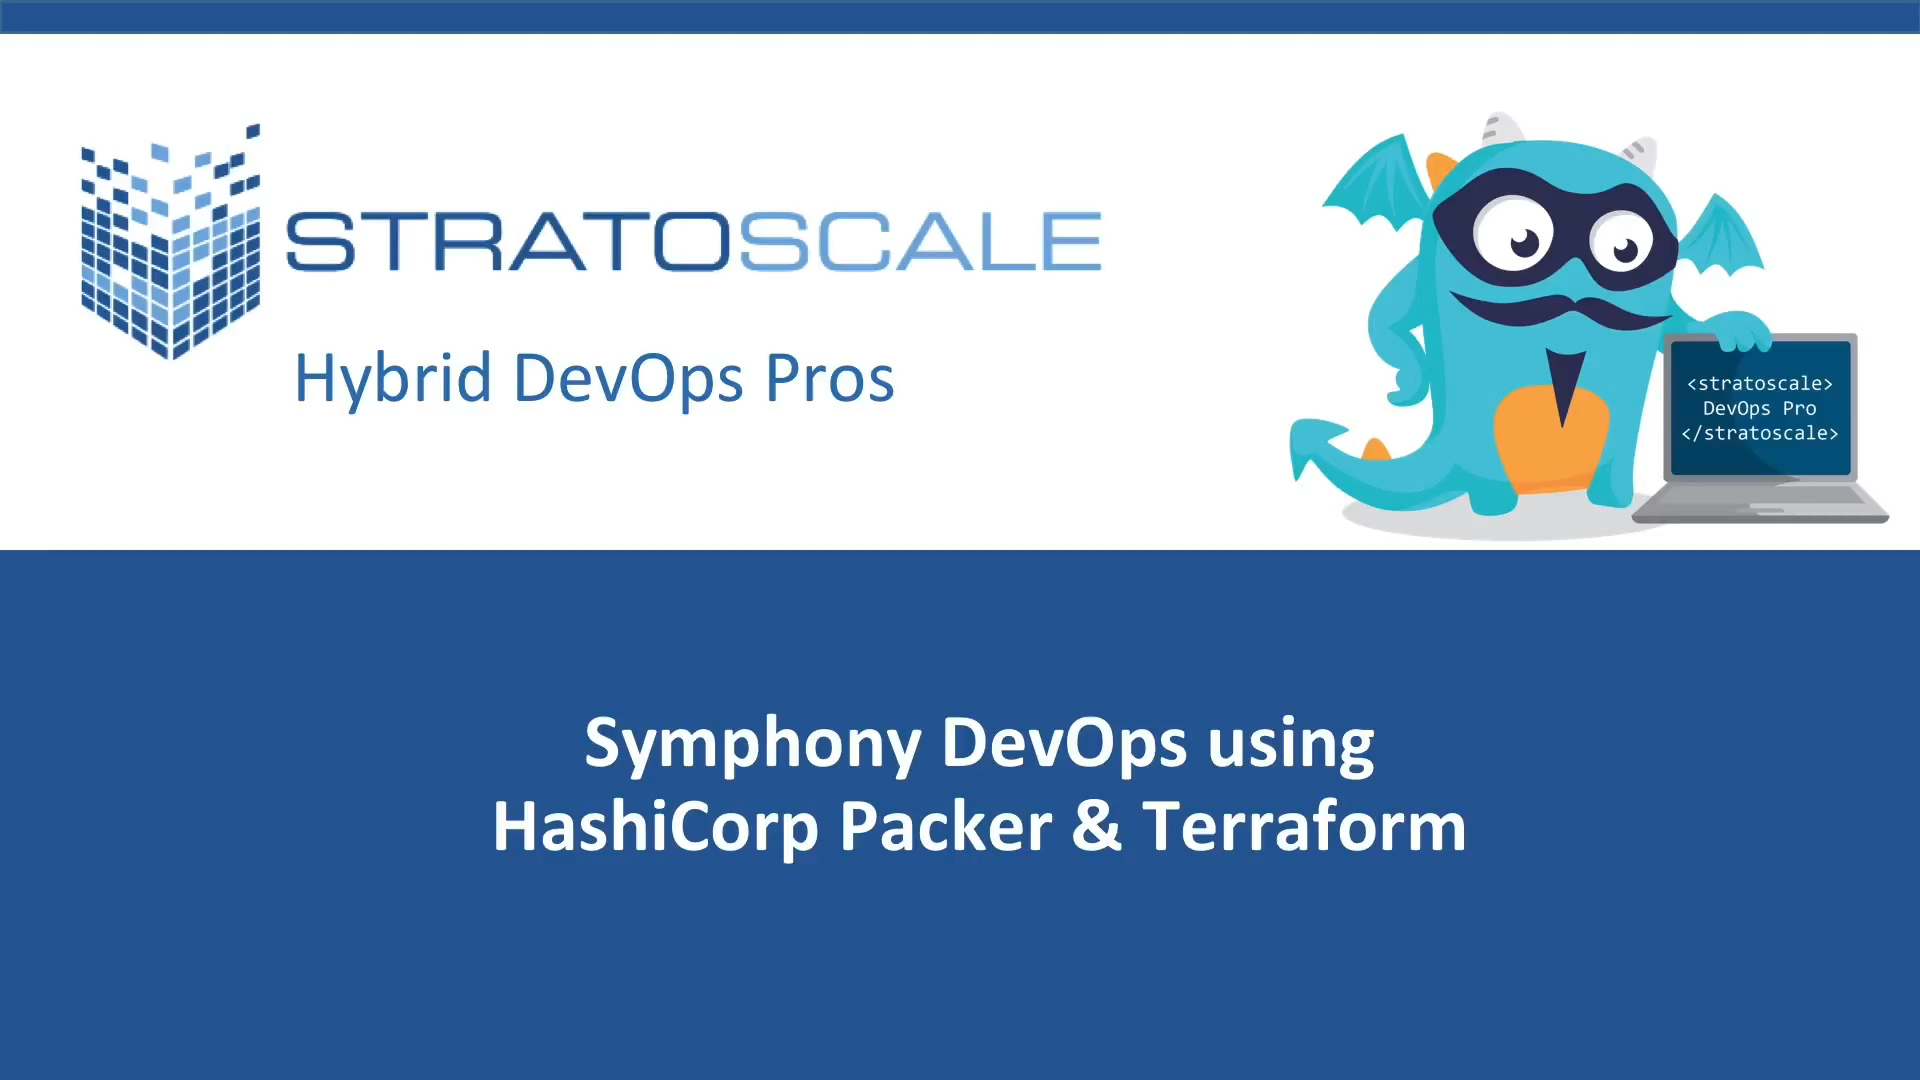 STRATOSCALE
Hybrid DevOps Pros
<stratoscale>
DevOps Pro
</stratoscale>
Symphony DevOps using
HashiCorp Packer & Terraform